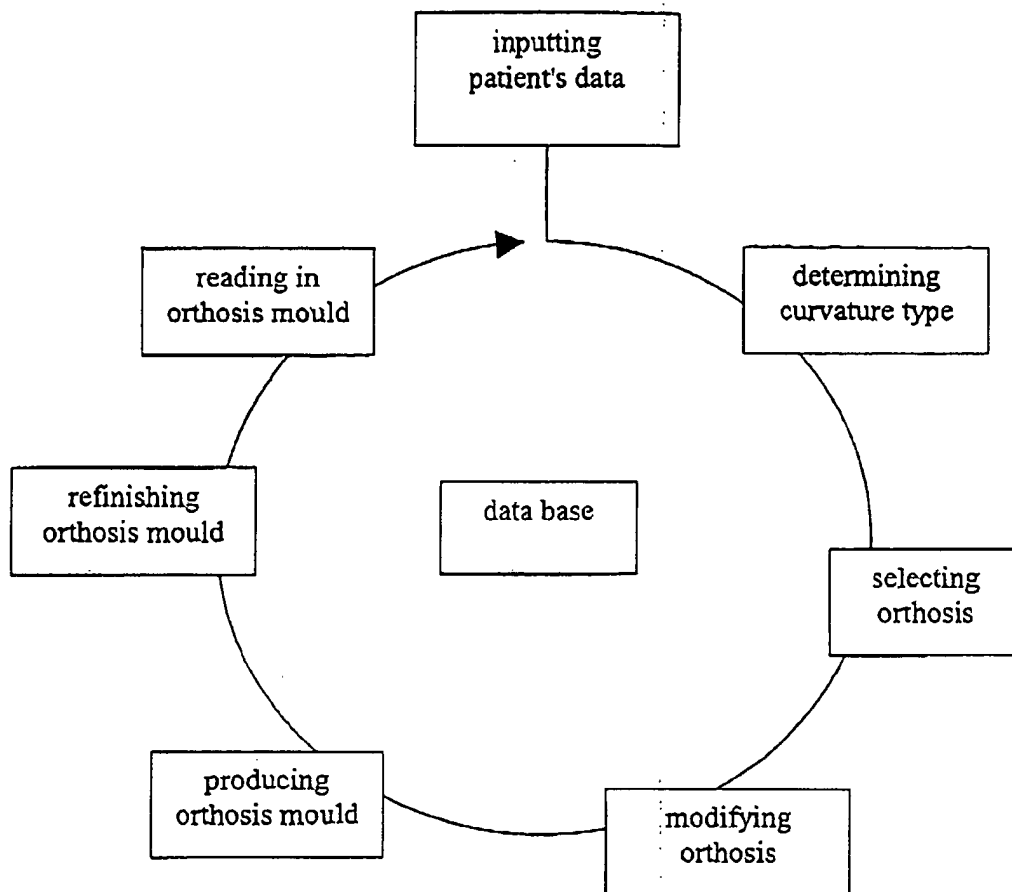 inputting
patient's data
determining
curvature type
selecting
orthosis
modifying
orthosis
producing
orthosis mould
refinishing
orthosis mould
reading in
orthosis mould
data base